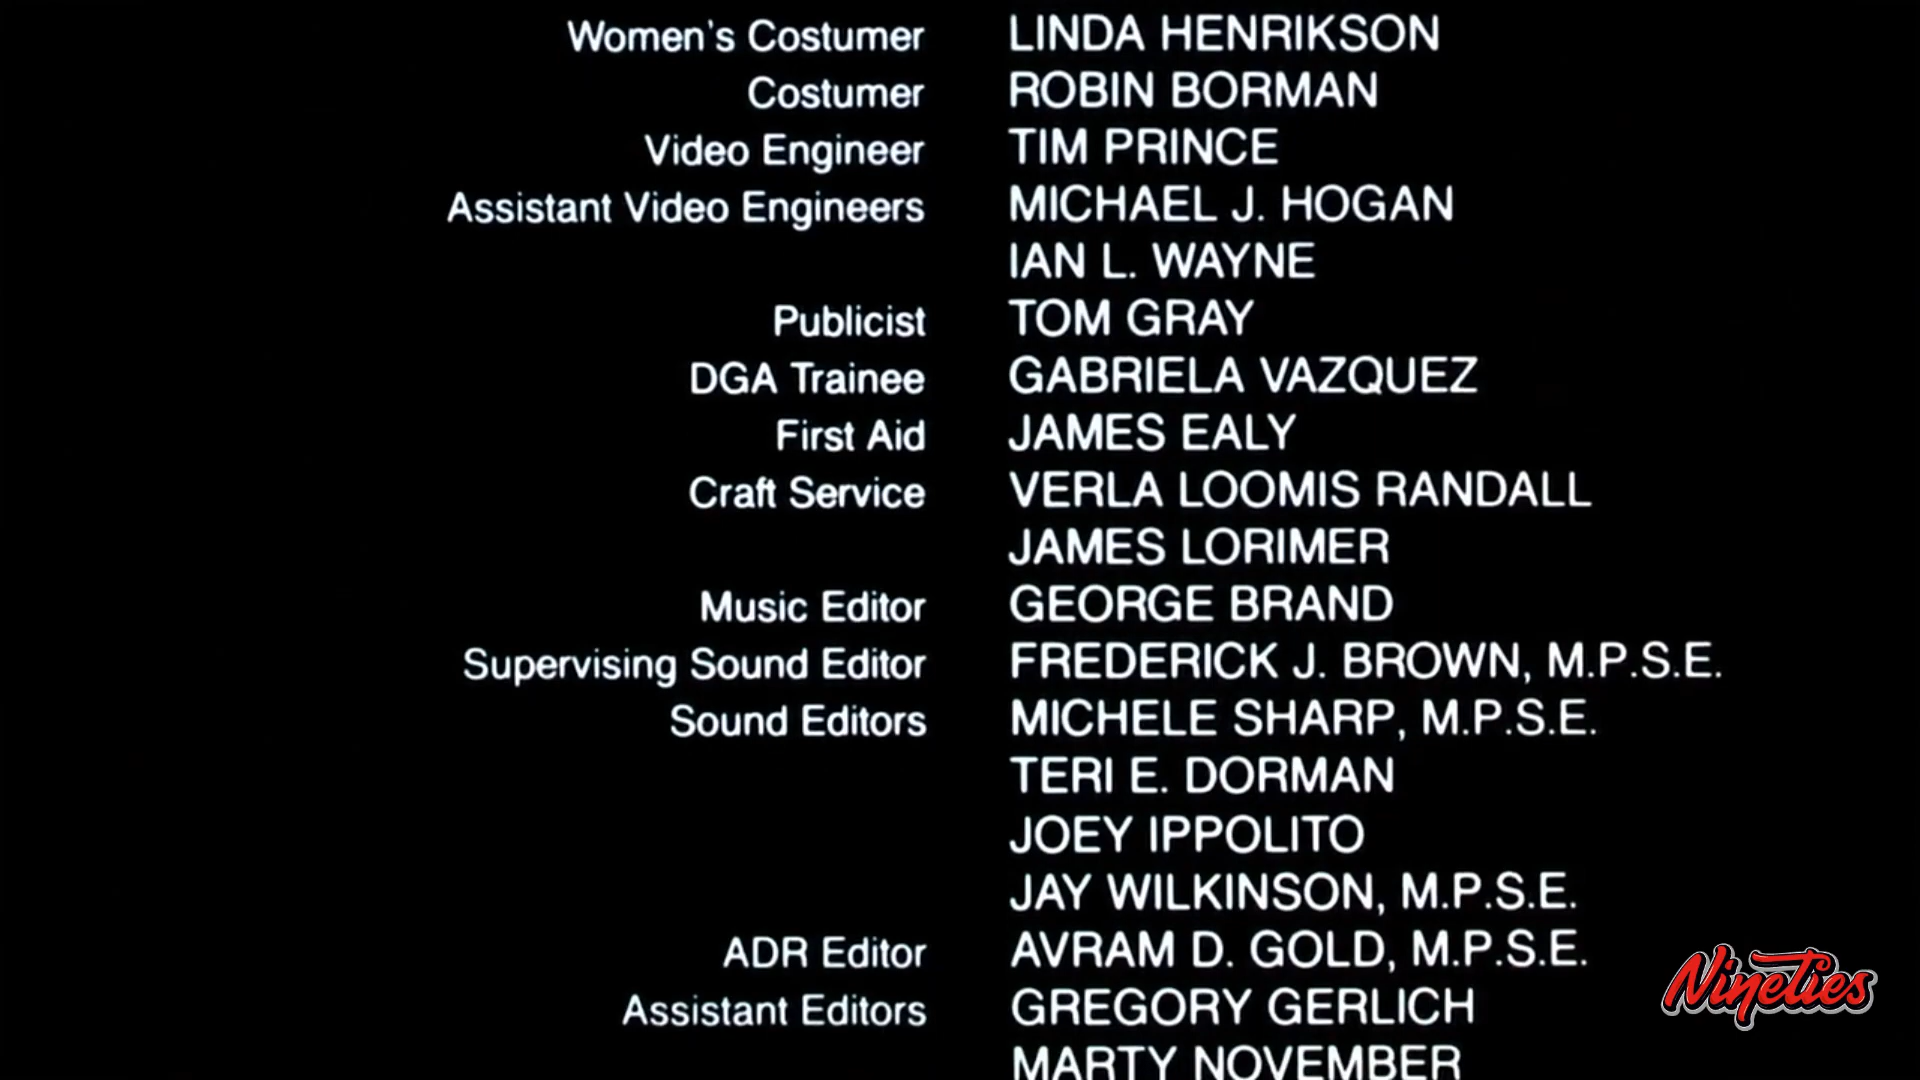 Women's Costumer LINDA HENRIKSON
Costumer ROBIN BORMAN
Video Engineer TIM PRINCE
Assistant Video Engineers MICHAEL J. HOGAN
IAN L. WAYNE
Publicist TOM GRAY
DGA Trainee GABRIELA VAZQUEZ
First Aid JAMES EALY
Craft Service VERLA LOOMIS RANDALL
JAMES LORIMER
Music Editor GEORGE BRAND
Supervising Sound Editor FREDERICK J. BROWN, M.P.S.E.
Sound Editors MICHELE SHARP, M.P.S.E.
TERI E. DORMAN
JOEY IPPOLITO
JAY WILKINSON, M.P.S.E.
ADR Editor AVRAM D. GOLD, M.P.S.E.
Assistant Editors GREGORY GERLICH
MARTY NOVEMBER
Nineties